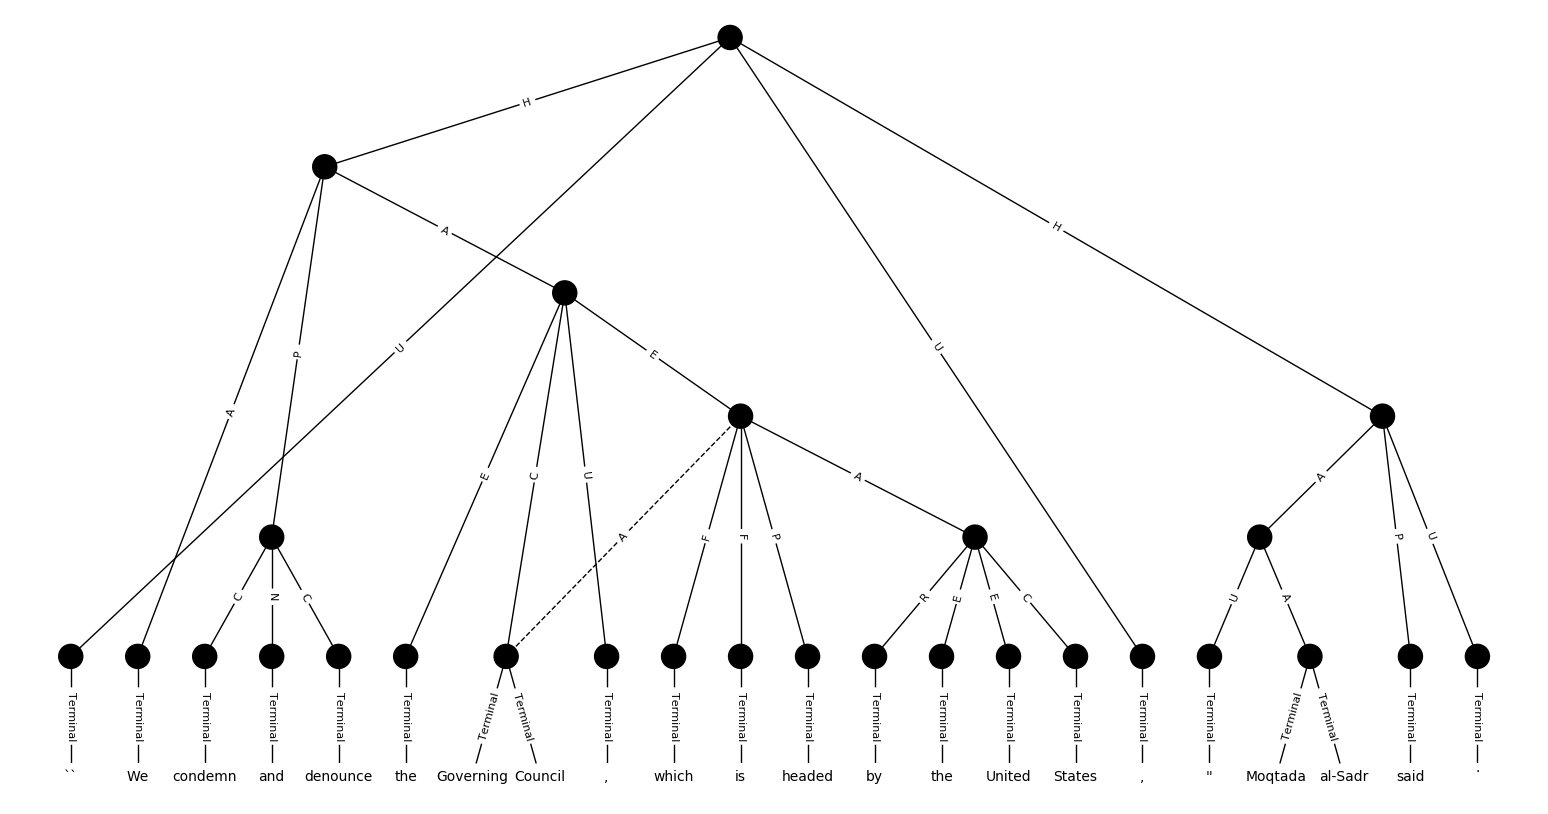 H
A
U
H
P
A
U
E
E
C
U
A
A
A
F
F
P
P
U
C
N
C
R
E
E
C
U
A
Terminal Terminal Terminal Terminal Terminal Terminal Terminal Terminal Terminal Terminal Terminal Terminal Terminal Terminal Terminal Terminal Terminal Terminal Terminal Terminal Terminal Terminal
`` We condemn and denounce the Governing Council , which is headed by the United States , " Moqtada al-Sadr said .